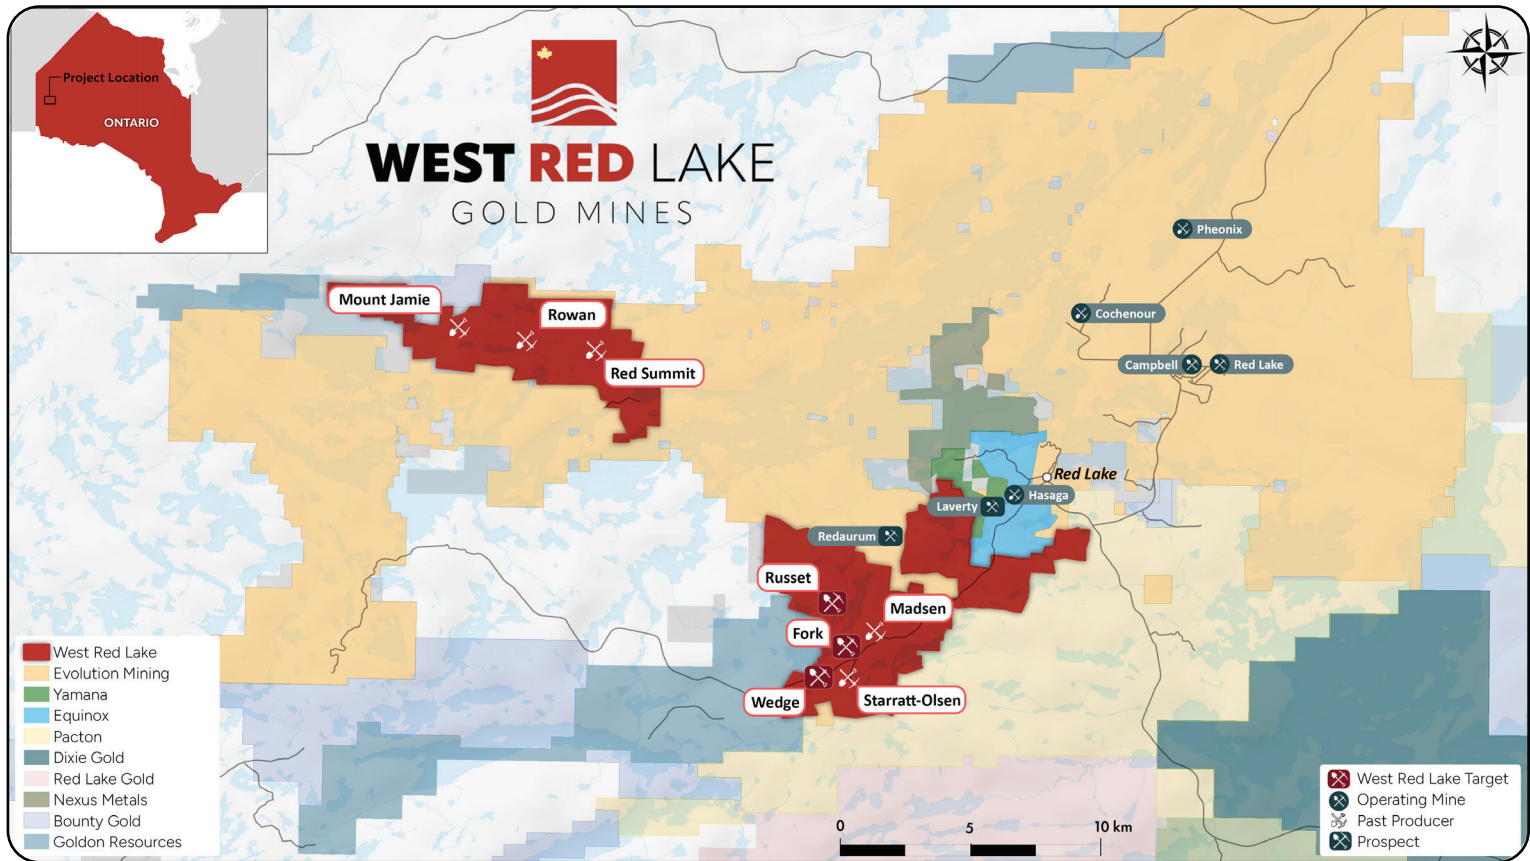 Project Location
ONTARIO
WEST RED LAKE
GOLD MINES
Pheonix
Cochenour
Campbell
Red Lake
Mount Jamie
Rowan
Red Summit
Red Lake
Hasaga
Laverty
Redaurum
Russet
Madsen
Fork
Wedge
Starratt-Olsen
West Red Lake
Evolution Mining
Yamana
Equinox
Pacton
Dixie Gold
Red Lake Gold
Nexus Metals
Bounty Gold
Goldon Resources
0 5 10 km
West Red Lake Target
Operating Mine
Past Producer
Prospect